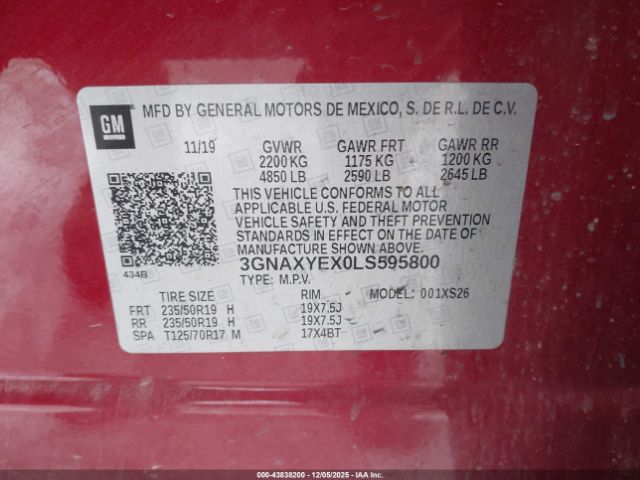 GM
MFD BY GENERAL MOTORS DE MEXICO, S. DE R.L. DE C.V.
11/19 GVWR GAWR FRT GAWR RR
2200 KG 1175 KG 1200 KG
4850 LB 2590 LB 2645 LB
THIS VEHICLE CONFORMS TO ALL
APPLICABLE U.S. FEDERAL MOTOR
VEHICLE SAFETY AND THEFT PREVENTION
STANDARDS IN EFFECT ON THE DATE OF
MANUFACTURE SHOWN ABOVE.
434B
3GNAXYEX0LS595800
TYPE: M.P.V.
TIRE SIZE RIM MODEL: 001XS26
FRT 235/50R19 H 19X7.5J
RR 235/50R19 H 19X7.5J
SPA T125/70R17 M 17X4BT
000-43838200 - 12/05/2025 - IAA INC.